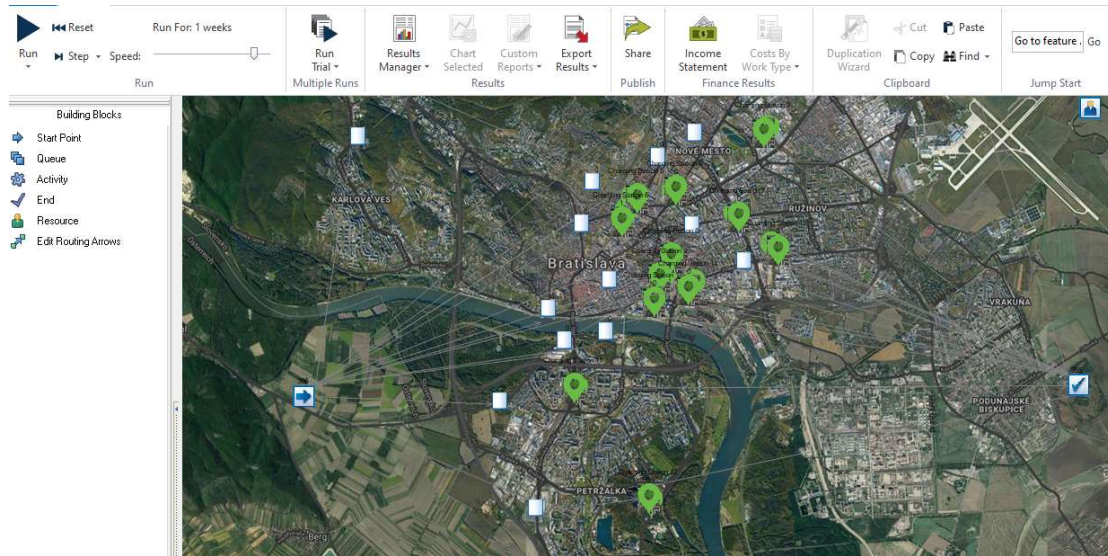 Reset
Run For: 1 weeks
Run
Step
Speed:
Run
Run
Trial
Multiple Runs
Results
Manager
Chart
Selected
Custom
Reports
Export
Results
Results
Share
Publish
Income
Statement
Costs By
Work Type
Finance Results
Duplication
Wizard
Cut
Copy
Paste
Find
Clipboard
Go to feature
Go
Jump Start
Building Blocks
Start Point
Queue
Activity
End
Resource
Edit Routing Arrows
NOVÉ MESTO
KARLOVA VES
RUŽINOV
Bratislava
VRAKUŇA
PODUNAJSKÉ
BISKUPICE
PETRŽALKA
Berg